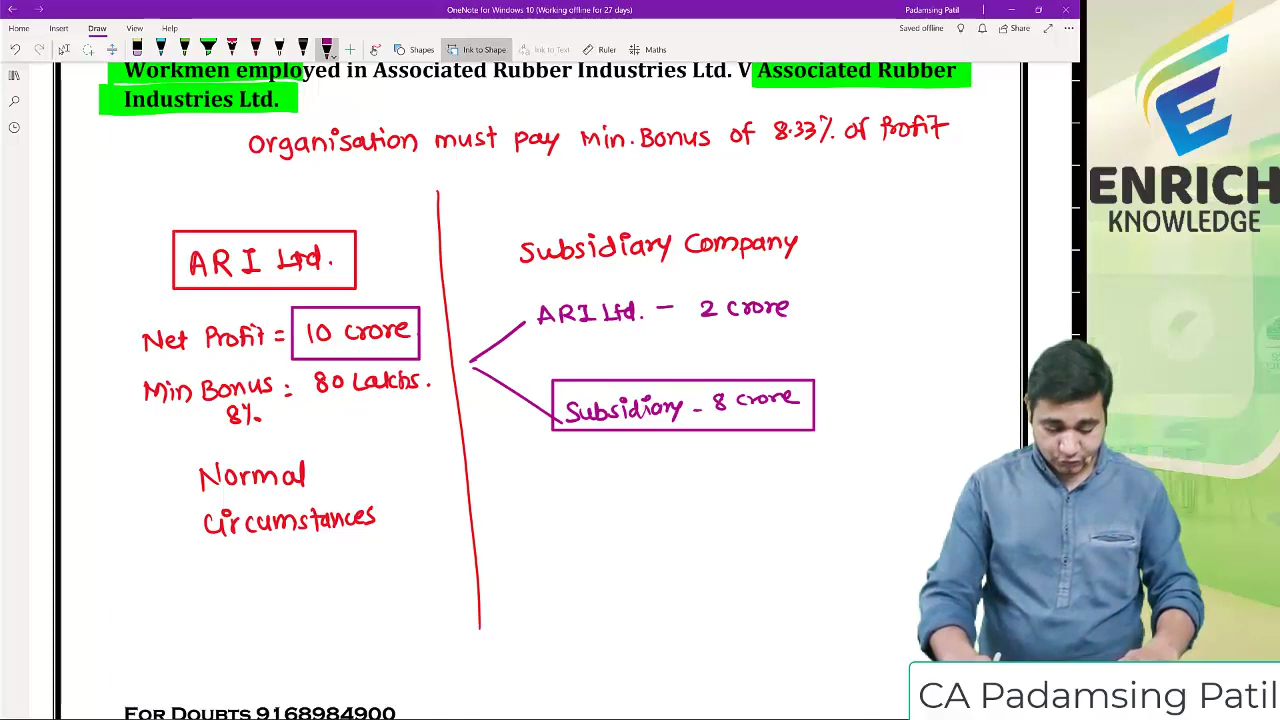 OneNote for Windows 10 (Working offline for 27 days)
Padamsing Patil
Home Insert Draw View Help
Saved offline
Share
Shapes
Ink to Shape
Ink to Text
Ruler
Maths
Workmen employed in Associated Rubber Industries Ltd. V Associated Rubber
Industries Ltd.
Organisation must pay Min. Bonus of 8.33% of Profit
ARI Ltd.
Net Profit = 10 crore
Min Bonus = 80 Lakhs.
8%
Normal
Circumstances
Subsidiary Company
ARI Ltd. - 2 crore
Subsidiary - 8 crore
For Doubts 9168984900
ENRICH
KNOWLEDGE
CA Padamsing Patil